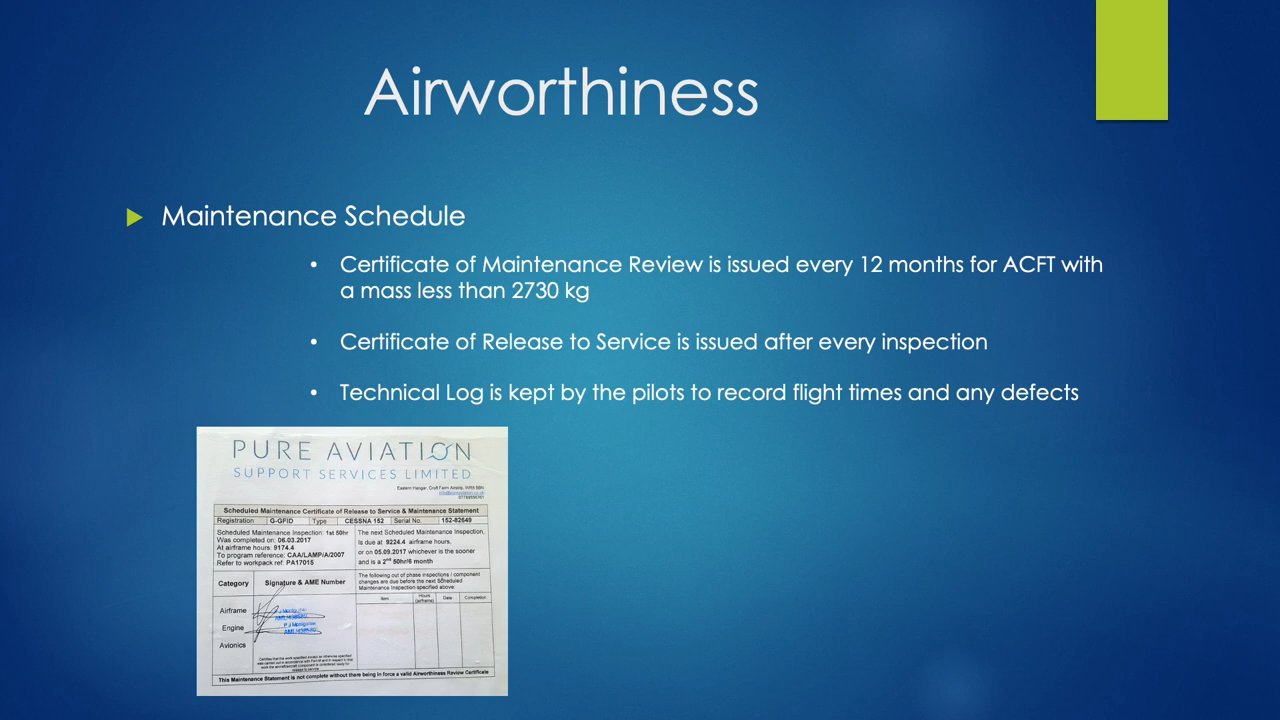 Airworthiness
Maintenance Schedule
• Certificate of Maintenance Review is issued every 12 months for ACFT with
a mass less than 2730 kg
• Certificate of Release to Service is issued after every inspection
• Technical Log is kept by the pilots to record flight times and any defects
PURE AVIATION
SUPPORT SERVICES LIMITED
Eastern Hangar, Croft Farm Airstrip, WR8
Scheduled Maintenance Certificate of Release to Service & Maintenance Statement
Registration G-GFID Type CESSNA 152 Serial No. 152-82649
Scheduled Maintenance Inspection: 1st 50hr
Was completed on: 06.03.2017
At airframe hours: 9174.4
To program reference: CAA/LAMP/A/2007
Refer to workpack ref: PA17015
The next Scheduled Maintenance Inspection,
Is due at 9224.4 airframe hours,
or on 05.09.2017 whichever is the sooner
and is a 2nd 50hr/6 month
Category Signature & AME Number
The following out of phase inspections / component
changes are due before the next Scheduled
Maintenance Inspection specified above:
Item Hours (airframe) Date Completion
Airframe
Engine
Avionics
This Maintenance Statement is not complete without there being in force a valid Airworthiness Review Certificate